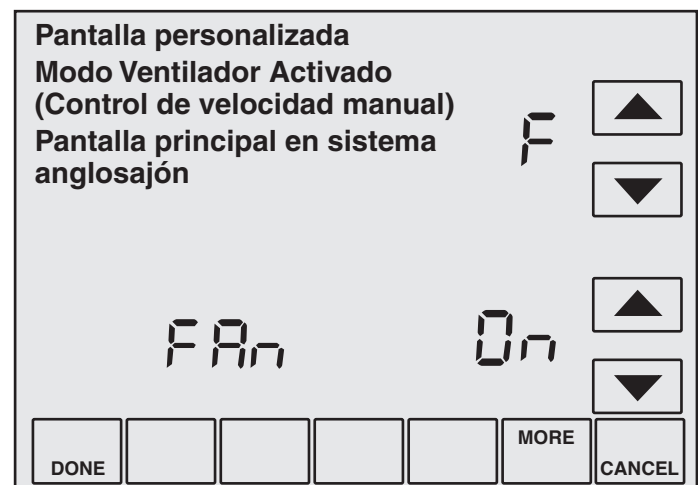 Pantalla personalizada
Modo Ventilador Activado
(Control de velocidad manual)
Pantalla principal en sistema
anglosajón
F
FAn On
DONE MORE CANCEL